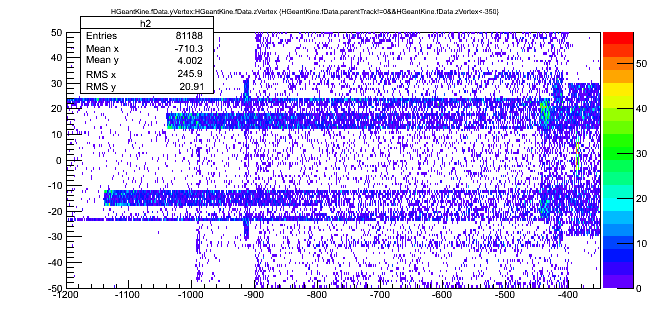 HGeantKine.fData.yVertex:HGeantKine.fData.zVertex {HGeantKine.fData.parentTrack!=0&&HGeantKine.fData.zVertex<-350}
h2
Entries 81188
Mean x -710.3
Mean y 4.002
RMS x 245.9
RMS y 20.91
50
40
30
20
10
0
-10
-20
-30
-40
-50
-1200 -1100 -1000 -900 -800 -700 -600 -500 -400
50
40
30
20
10
0